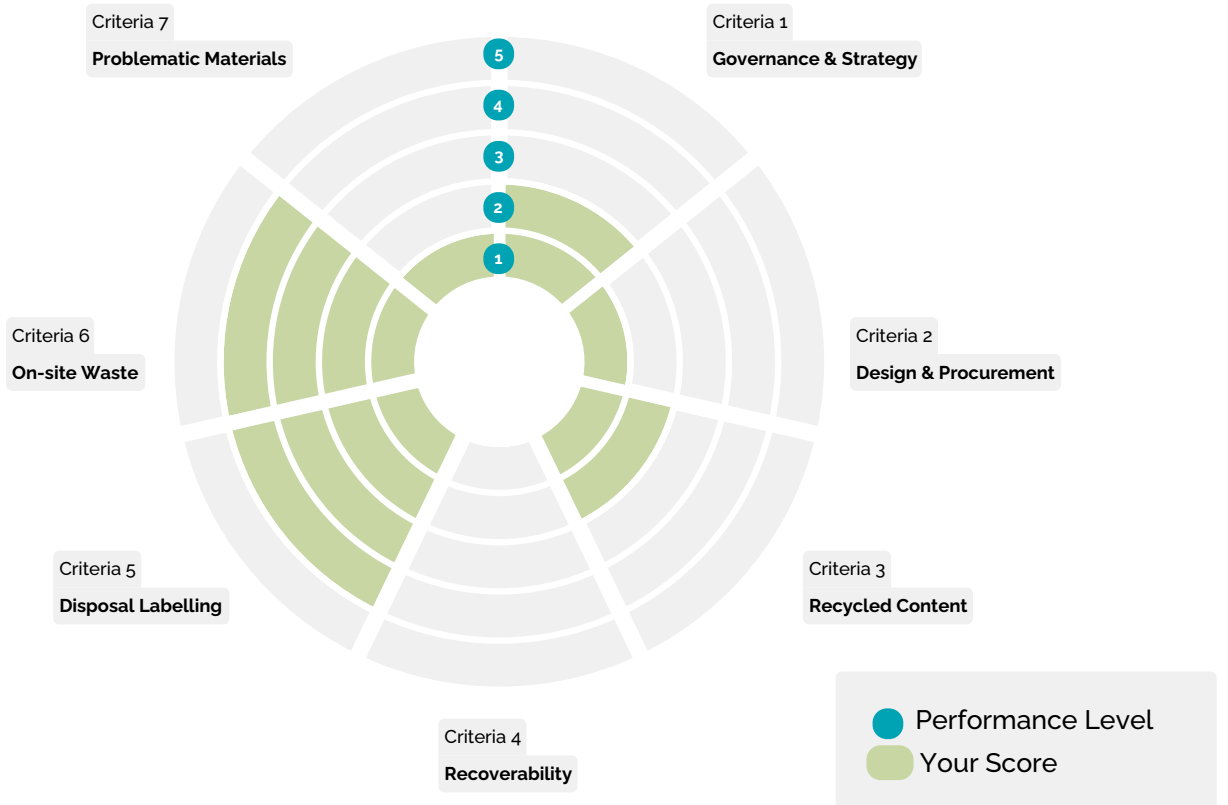 Criteria 7
Problematic Materials
Criteria 1
Governance & Strategy
5
4
3
2
1
Criteria 6
On-site Waste
Criteria 2
Design & Procurement
Criteria 5
Disposal Labelling
Criteria 3
Recycled Content
Criteria 4
Recoverability
Performance Level
Your Score